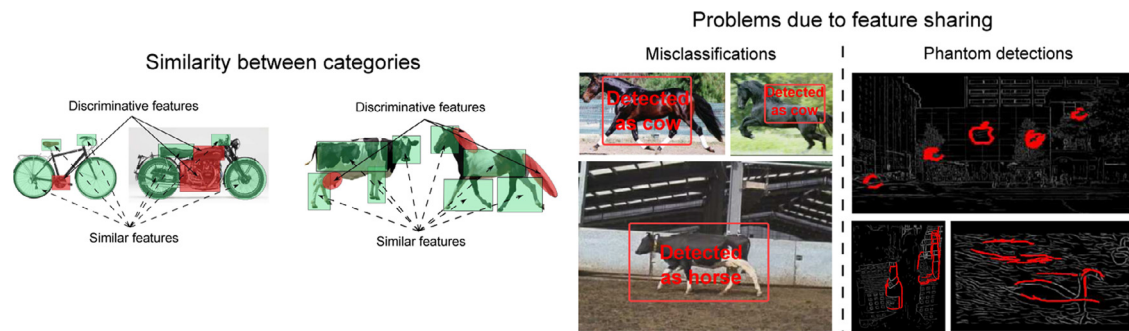 Similarity between categories
Discriminative features
Similar features
Discriminative features
Similar features
Problems due to feature sharing
Misclassifications
Detected
as cow
Detected
as cow
Detected
as horse
Phantom detections